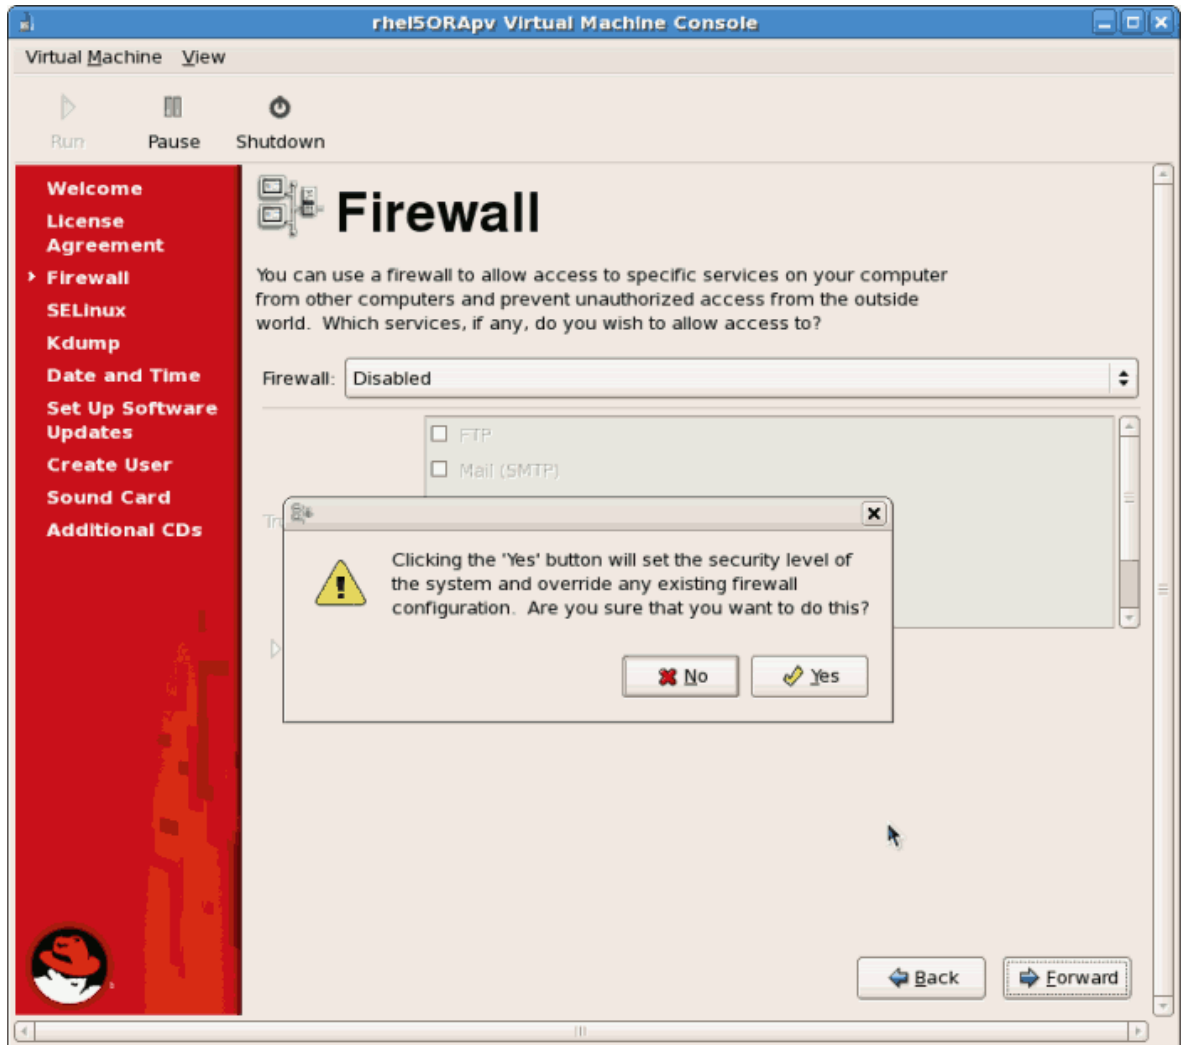 rhel5ORApv Virtual Machine Console
Virtual Machine View
Run Pause Shutdown
Welcome
License
Agreement
Firewall
SELinux
Kdump
Date and Time
Set Up Software
Updates
Create User
Sound Card
Additional CDs
Firewall
You can use a firewall to allow access to specific services on your computer
from other computers and prevent unauthorized access from the outside
world. Which services, if any, do you wish to allow access to?
Firewall: Disabled
FTP
Mail (SMTP)
Clicking the 'Yes' button will set the security level of
the system and override any existing firewall
configuration. Are you sure that you want to do this?
No Yes
Back Forward